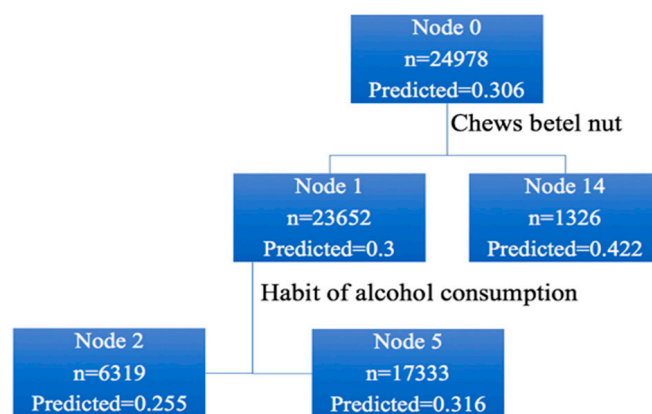 Node 0
n=24978
Predicted=0.306
Chews betel nut
Node 1
n=23652
Predicted=0.3
Node 14
n=1326
Predicted=0.422
Habit of alcohol consumption
Node 2
n=6319
Predicted=0.255
Node 5
n=17333
Predicted=0.316